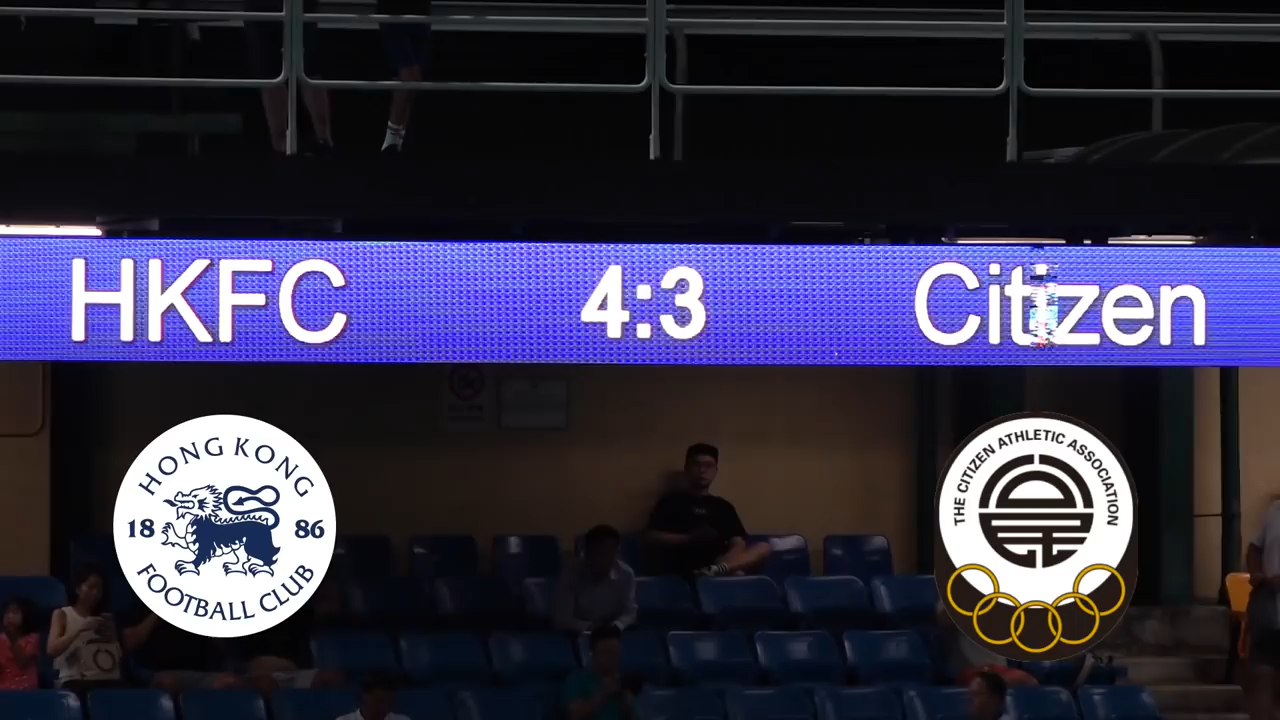 HKFC 4:3 Citizen
HONG KONG
18 86
FOOTBALL CLUB
THE CITIZEN ATHLETIC ASSOCIATION